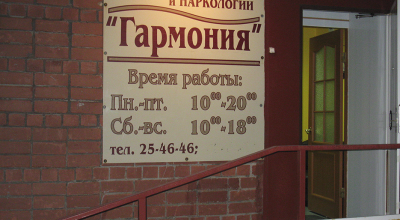 и наркологии
"Гармония"
Время работы:
Пн.-пт. 10⁰⁰-20⁰⁰
Сб.-вс. 10⁰⁰-18⁰⁰
тел. 25-46-46;